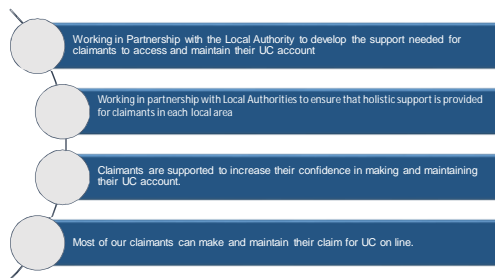 Working in Partnership with the Local Authority to develop the support needed for
claimants to access and maintain their UC account
Working in partnership with Local Authorities to ensure that holistic support is provided
for claimants in each local area
Claimants are supported to increase their confidence in making and maintaining
their UC account.
Most of our claimants can make and maintain their claim for UC on line.